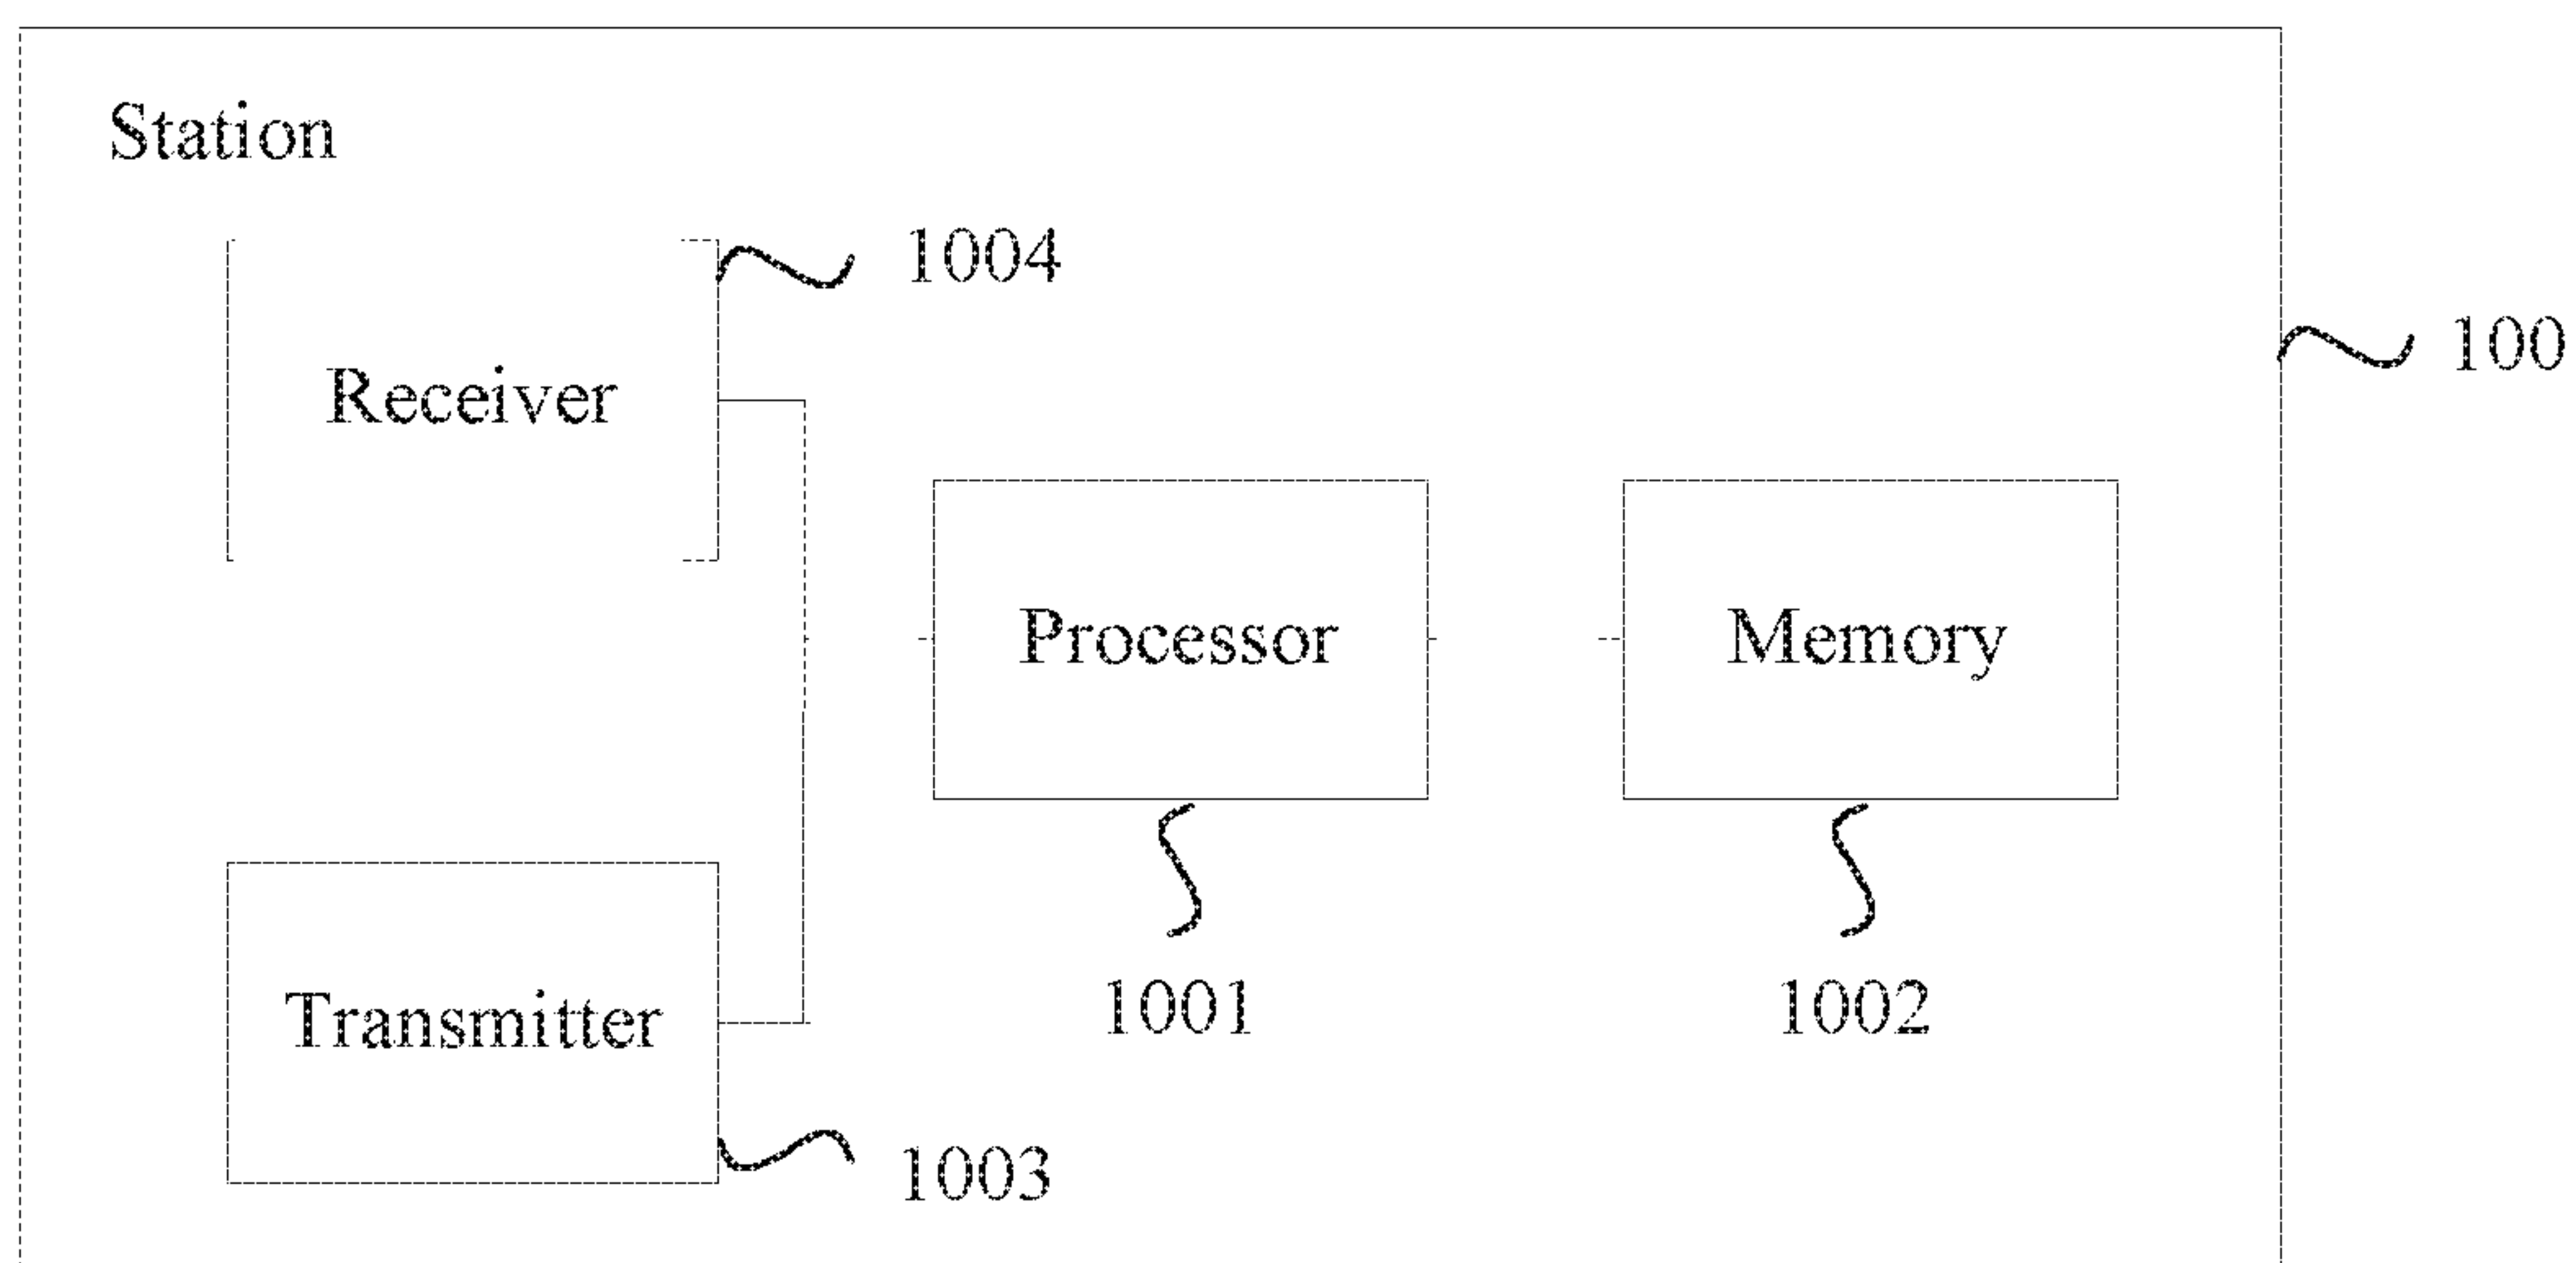 Station
1004
100
Receiver
Processor
Memory
1001
1002
Transmitter
1003